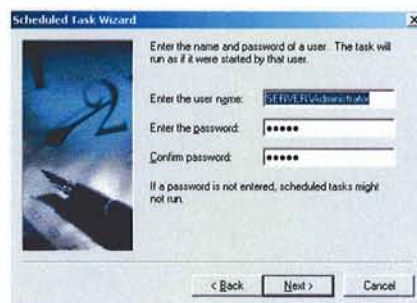 Scheduled Task Wizard
Enter the name and password of a user. The task will
run as if it were started by that user.
Enter the user name: SERVER\Administrator
Enter the password: •••••
Confirm password: •••••
If a password is not entered, scheduled tasks might
not run.
< Back Next > Cancel